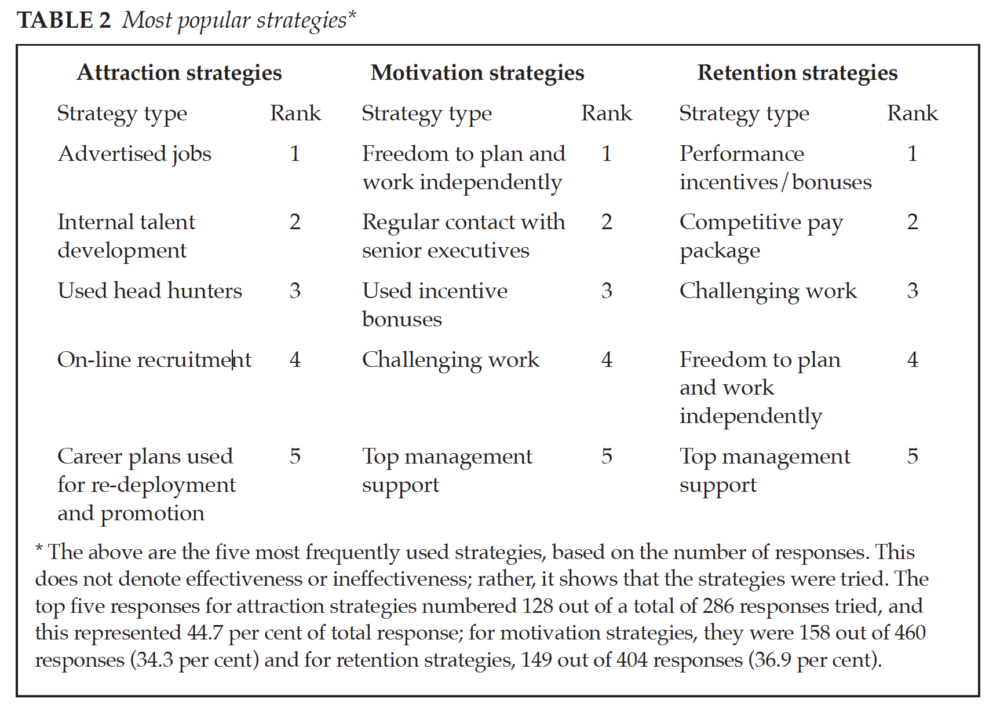 TABLE 2 Most popular strategies*
Attraction strategies Motivation strategies Retention strategies
Strategy type Rank Strategy type Rank Strategy type Rank
Advertised jobs 1 Freedom to plan and 1 Performance 1
work independently incentives/bonuses
Internal talent 2 Regular contact with 2 Competitive pay 2
development senior executives package
Used head hunters 3 Used incentive 3 Challenging work 3
bonuses
On-line recruitment 4 Challenging work 4 Freedom to plan 4
and work
independently
Career plans used 5 Top management 5 Top management 5
for re-deployment support support
and promotion
* The above are the five most frequently used strategies, based on the number of responses. This
does not denote effectiveness or ineffectiveness; rather, it shows that the strategies were tried. The
top five responses for attraction strategies numbered 128 out of a total of 286 responses tried, and
this represented 44.7 per cent of total response; for motivation strategies, they were 158 out of 460
responses (34.3 per cent) and for retention strategies, 149 out of 404 responses (36.9 per cent).